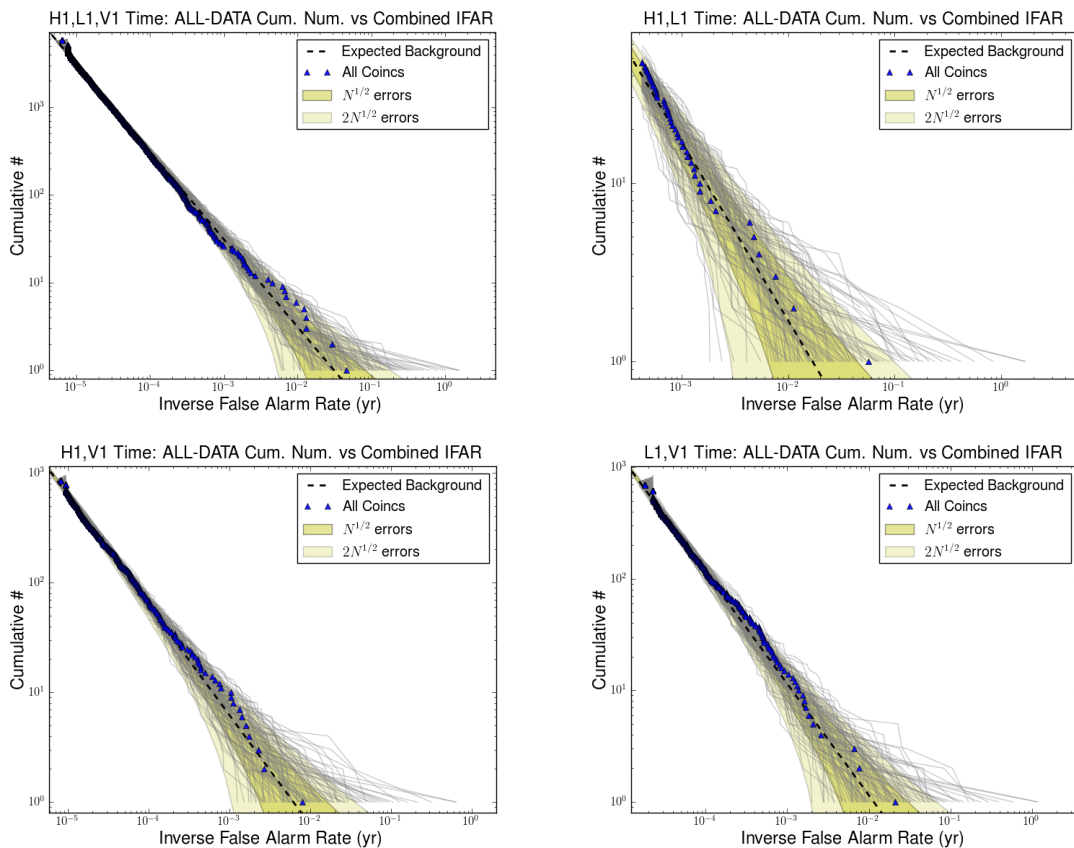 H1,L1,V1 Time: ALL-DATA Cum. Num. vs Combined IFAR
Expected Background
All Coincs
N^{1/2} errors
2N^{1/2} errors
Cumulative #
10^3
10^2
10^1
10^0
10^{-5} 10^{-4} 10^{-3} 10^{-2} 10^{-1} 10^0
Inverse False Alarm Rate (yr)
H1,L1 Time: ALL-DATA Cum. Num. vs Combined IFAR
Expected Background
All Coincs
N^{1/2} errors
2N^{1/2} errors
Cumulative #
10^1
10^0
10^{-3} 10^{-2} 10^{-1} 10^0
Inverse False Alarm Rate (yr)
H1,V1 Time: ALL-DATA Cum. Num. vs Combined IFAR
Expected Background
All Coincs
N^{1/2} errors
2N^{1/2} errors
Cumulative #
10^3
10^2
10^1
10^0
10^{-5} 10^{-4} 10^{-3} 10^{-2} 10^{-1} 10^0
Inverse False Alarm Rate (yr)
L1,V1 Time: ALL-DATA Cum. Num. vs Combined IFAR
Expected Background
All Coincs
N^{1/2} errors
2N^{1/2} errors
Cumulative #
10^3
10^2
10^1
10^0
10^{-4} 10^{-3} 10^{-2} 10^{-1} 10^0
Inverse False Alarm Rate (yr)